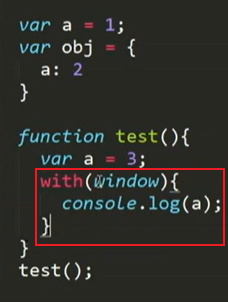 var a = 1;
var obj = {
a: 2
}
function test(){
var a = 3;
with(window){
console.log(a);
}
}
test();